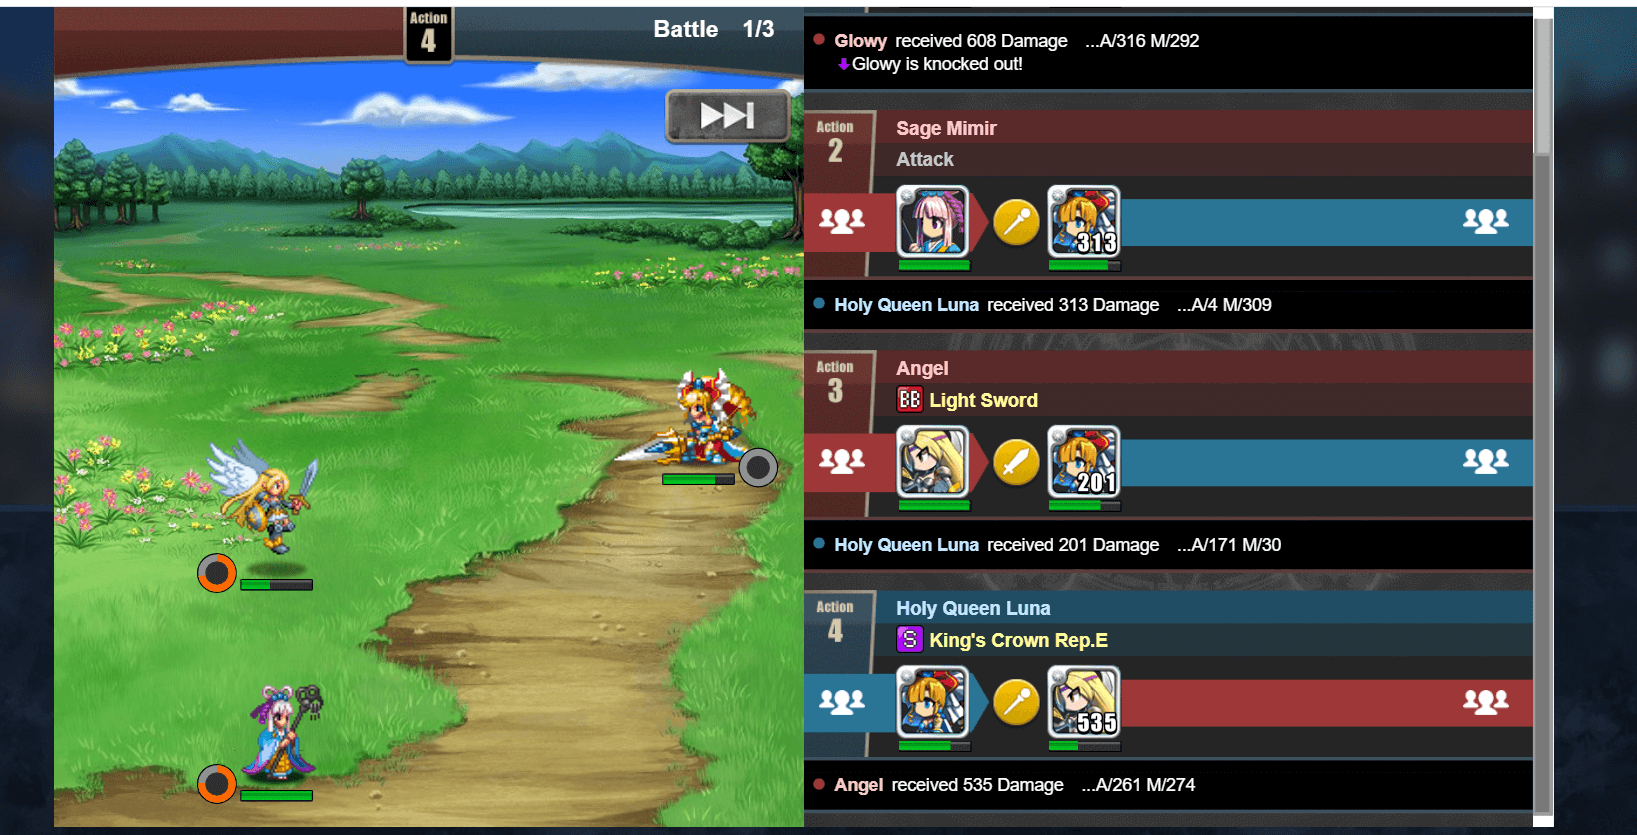 Action
4
Battle 1/3
Glowy received 608 Damage ...A/316 M/292
Glowy is knocked out!
Action
2
Sage Mimir
Attack
313
Holy Queen Luna received 313 Damage ...A/4 M/309
Action
3
Angel
BB Light Sword
201
Holy Queen Luna received 201 Damage ...A/171 M/30
Action
4
Holy Queen Luna
S King's Crown Rep.E
535
Angel received 535 Damage ...A/261 M/274